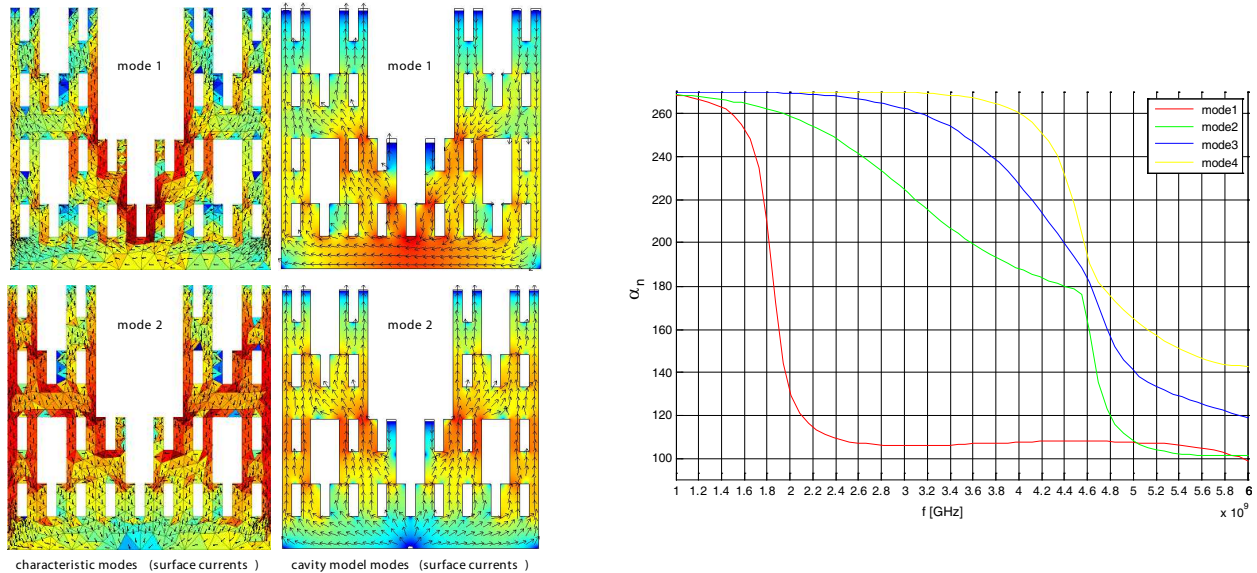 mode 1
mode 1
mode 2
mode 2
characteristic modes (surface currents )
cavity model modes (surface currents )
α n
260
240
220
200
180
160
140
120
100
1 1.2 1.4 1.6 1.8 2 2.2 2.4 2.6 2.8 3 3.2 3.4 3.6 3.8 4 4.2 4.4 4.6 4.8 5 5.2 5.4 5.6 5.8 6
f [GHz]
x 10⁹
mode1
mode2
mode3
mode4